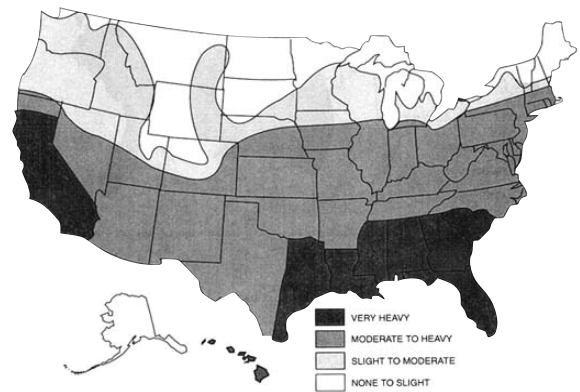 VERY HEAVY
MODERATE TO HEAVY
SLIGHT TO MODERATE
NONE TO SLIGHT